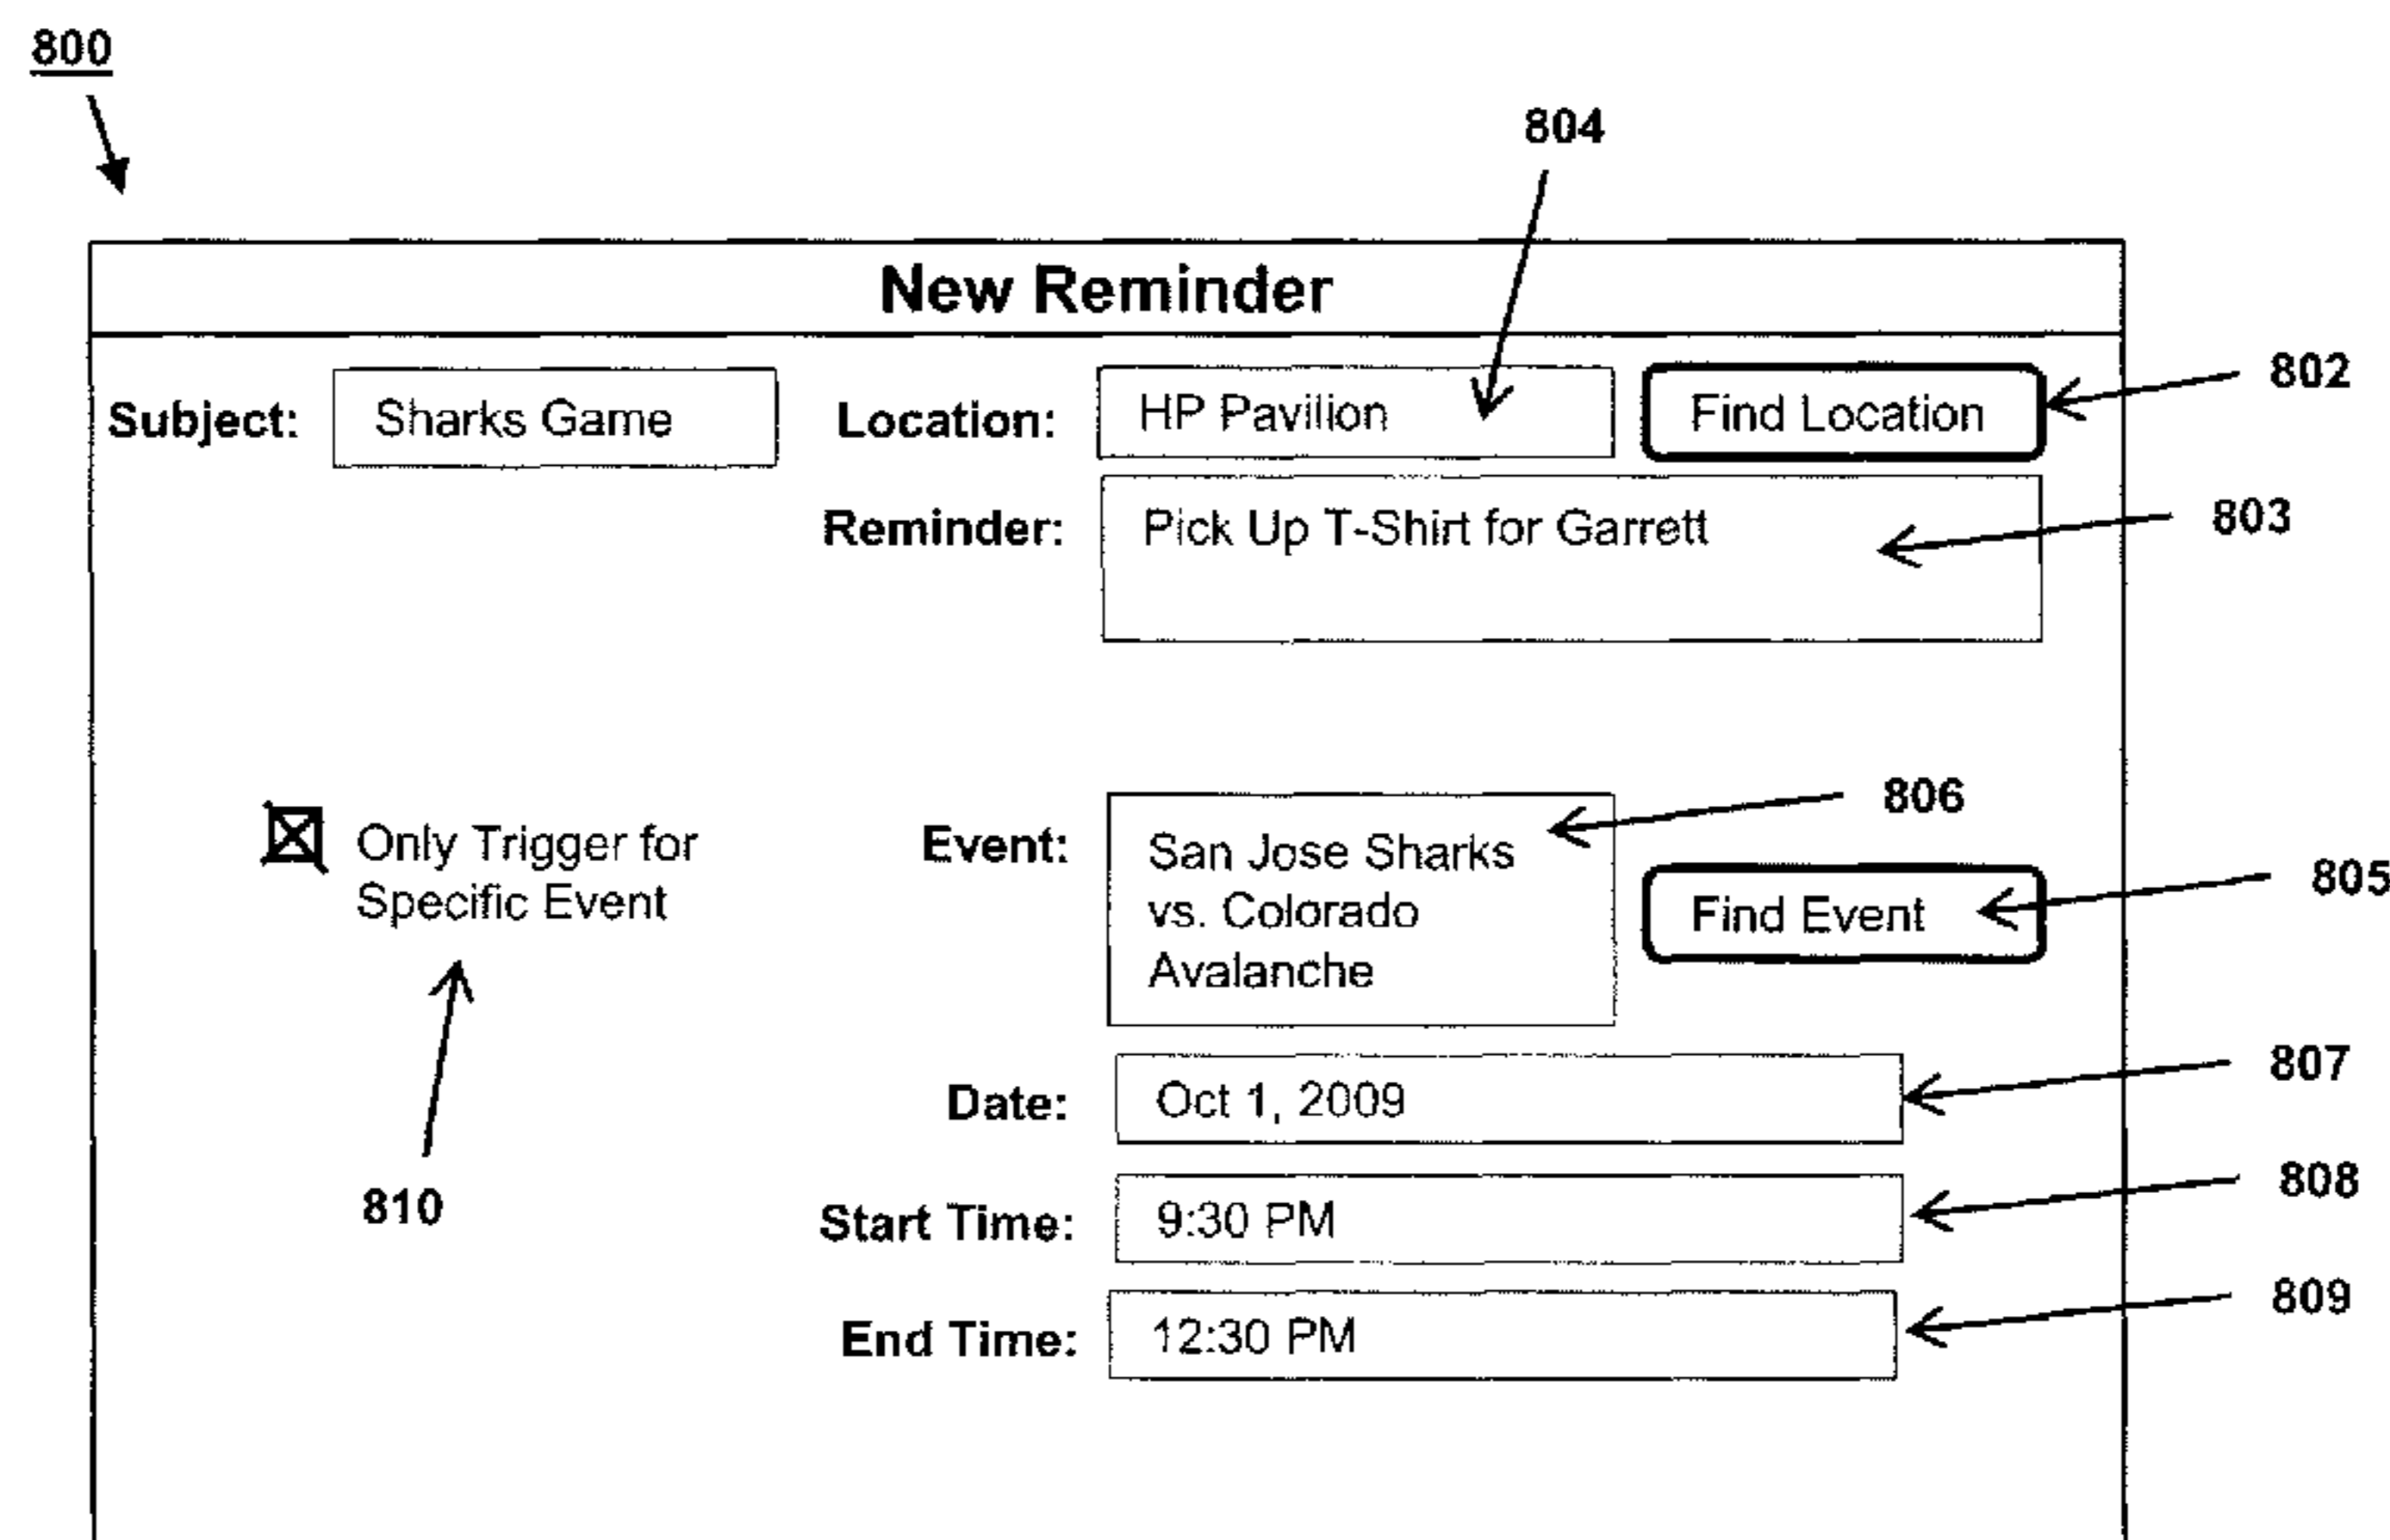 800
804
New Reminder
Subject: Sharks Game Location: HP Pavilion Find Location 802
Reminder: Pick Up T-Shirt for Garrett 803
806
Only Trigger for
Specific Event
Event: San Jose Sharks
vs. Colorado
Avalanche
Find Event 805
Date: Oct 1, 2009 807
810
Start Time: 9:30 PM 808
End Time: 12:30 PM 809